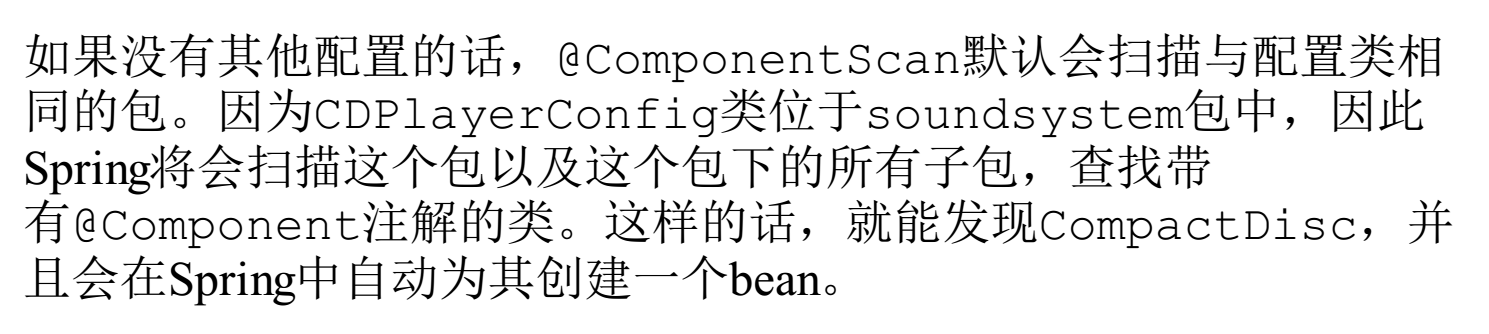 如果没有其他配置的话，@ComponentScan默认会扫描与配置类相
同的包。因为CDPlayerConfig类位于soundsystem包中，因此
Spring将会扫描这个包以及这个包下的所有子包，查找带
有@Component注解的类。这样的话，就能发现CompactDisc，并
且会在Spring中自动为其创建一个bean。